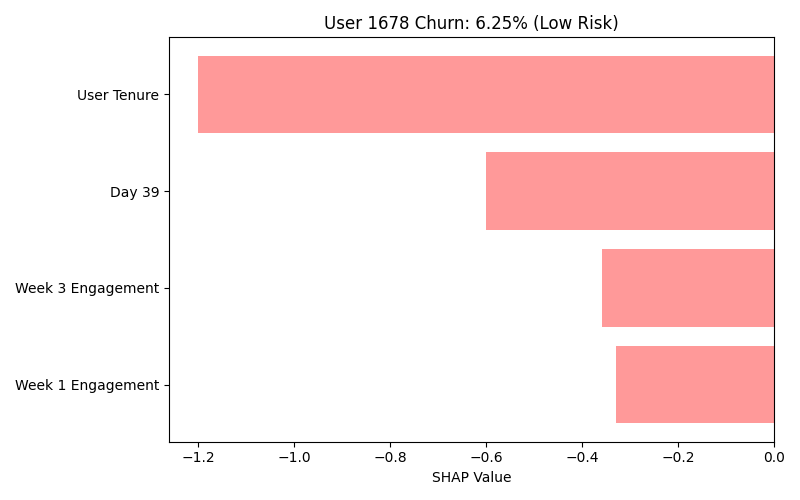 User 1678 Churn: 6.25% (Low Risk)
User Tenure
Day 39
Week 3 Engagement
Week 1 Engagement
−1.2 −1.0 −0.8 −0.6 −0.4 −0.2 0.0
SHAP Value